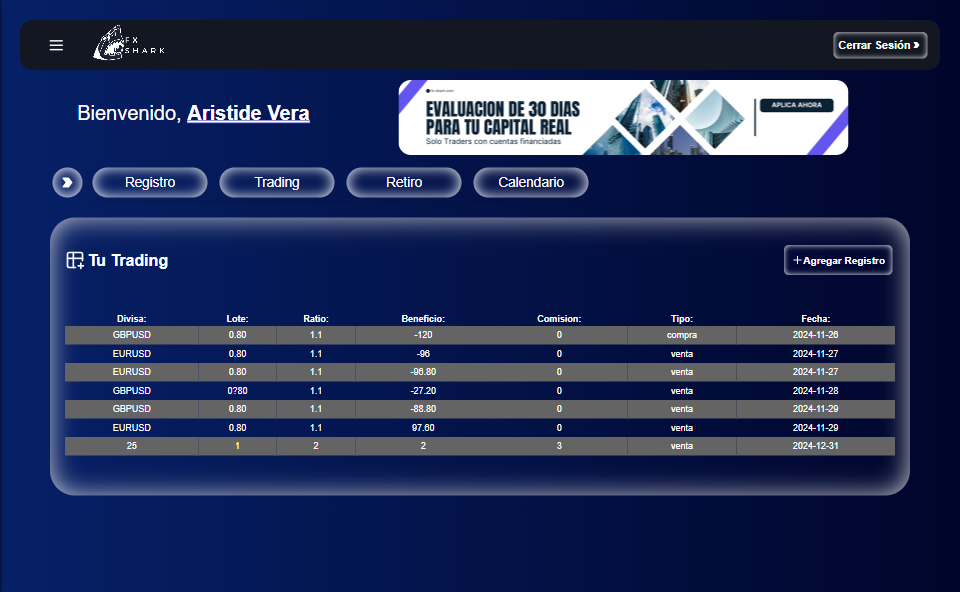 FX
SHARK
Cerrar Sesión »
Bienvenido, Aristide Vera
fx-shark.com
EVALUACION DE 30 DIAS
PARA TU CAPITAL REAL
Solo Traders con cuentas financiadas
APLICA AHORA
Registro Trading Retiro Calendario
Tu Trading
+Agregar Registro
Divisa: Lote: Ratio: Beneficio: Comision: Tipo: Fecha:
GBPUSD 0.80 1.1 -120 0 compra 2024-11-26
EURUSD 0.80 1.1 -96 0 venta 2024-11-27
EURUSD 0.80 1.1 -96.80 0 venta 2024-11-27
GBPUSD 0?80 1.1 -27.20 0 venta 2024-11-28
GBPUSD 0.80 1.1 -88.80 0 venta 2024-11-29
EURUSD 0.80 1.1 97.60 0 venta 2024-11-29
25 1 2 2 3 venta 2024-12-31